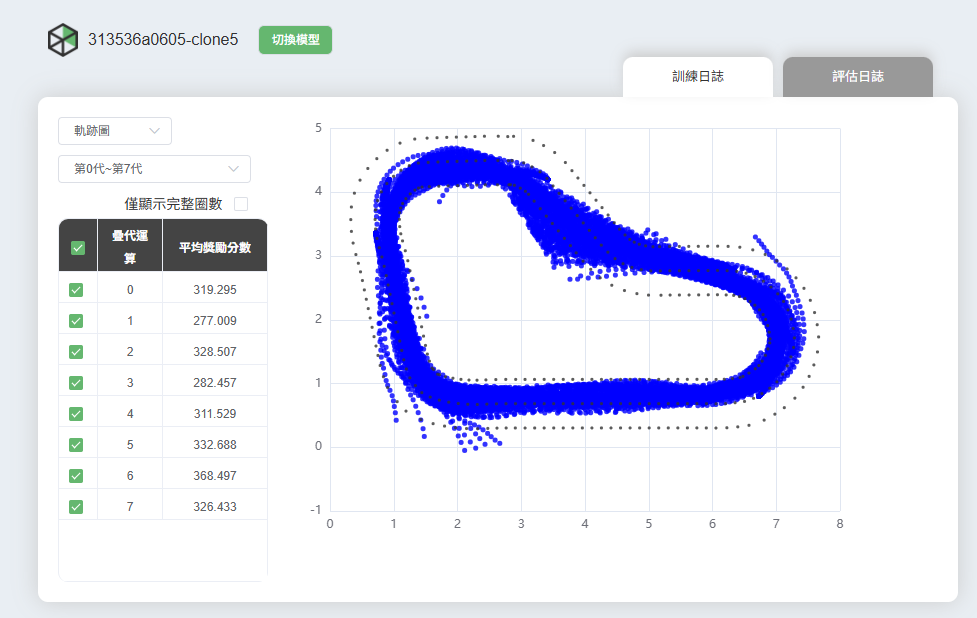 313536a0605-clone5
切換模型
訓練日誌
評估日誌
軌跡圖
第0代~第7代
僅顯示完整圈數
疊代運算
平均獎勵分數
0 319.295
1 277.009
2 328.507
3 282.457
4 311.529
5 332.688
6 368.497
7 326.433
5
4
3
2
1
0
-1
0 1 2 3 4 5 6 7 8